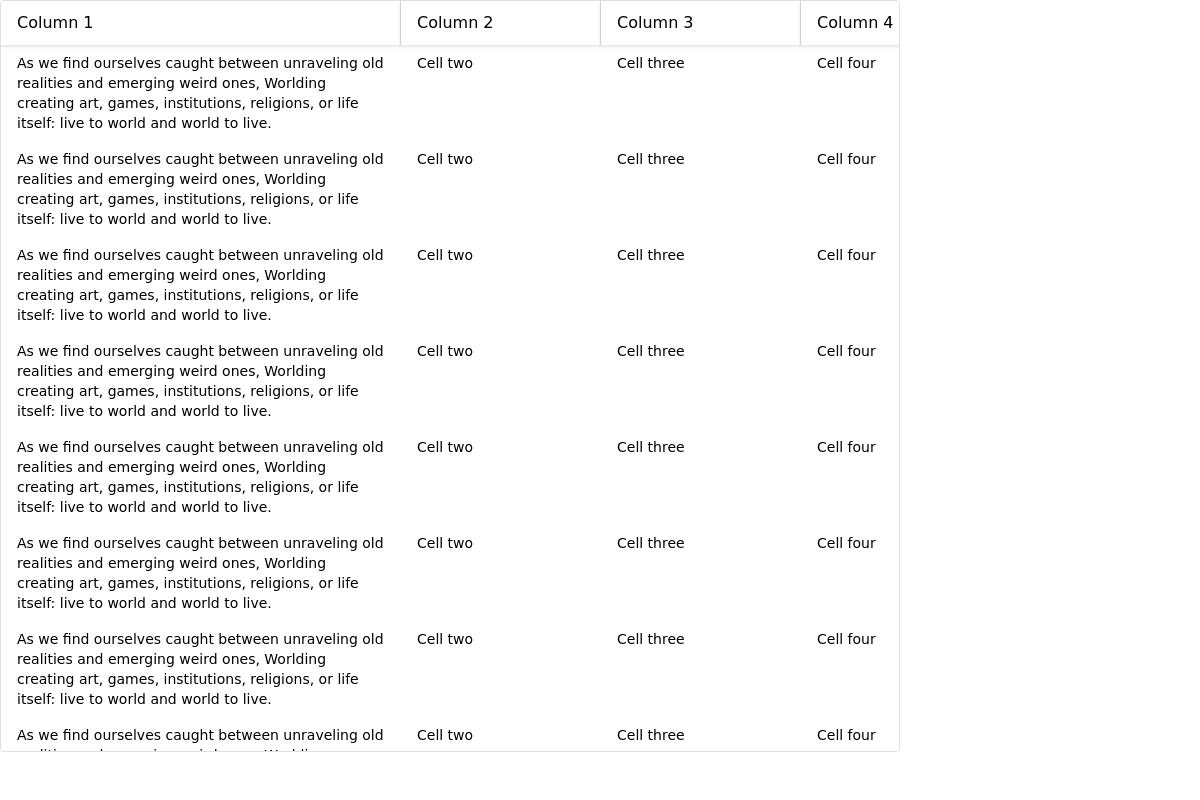 Column 1 Column 2 Column 3 Column 4
As we find ourselves caught between unraveling old Cell two Cell three Cell four
realities and emerging weird ones, Worlding
creating art, games, institutions, religions, or life
itself: live to world and world to live.
As we find ourselves caught between unraveling old Cell two Cell three Cell four
realities and emerging weird ones, Worlding
creating art, games, institutions, religions, or life
itself: live to world and world to live.
As we find ourselves caught between unraveling old Cell two Cell three Cell four
realities and emerging weird ones, Worlding
creating art, games, institutions, religions, or life
itself: live to world and world to live.
As we find ourselves caught between unraveling old Cell two Cell three Cell four
realities and emerging weird ones, Worlding
creating art, games, institutions, religions, or life
itself: live to world and world to live.
As we find ourselves caught between unraveling old Cell two Cell three Cell four
realities and emerging weird ones, Worlding
creating art, games, institutions, religions, or life
itself: live to world and world to live.
As we find ourselves caught between unraveling old Cell two Cell three Cell four
realities and emerging weird ones, Worlding
creating art, games, institutions, religions, or life
itself: live to world and world to live.
As we find ourselves caught between unraveling old Cell two Cell three Cell four
realities and emerging weird ones, Worlding
creating art, games, institutions, religions, or life
itself: live to world and world to live.
As we find ourselves caught between unraveling old Cell two Cell three Cell four